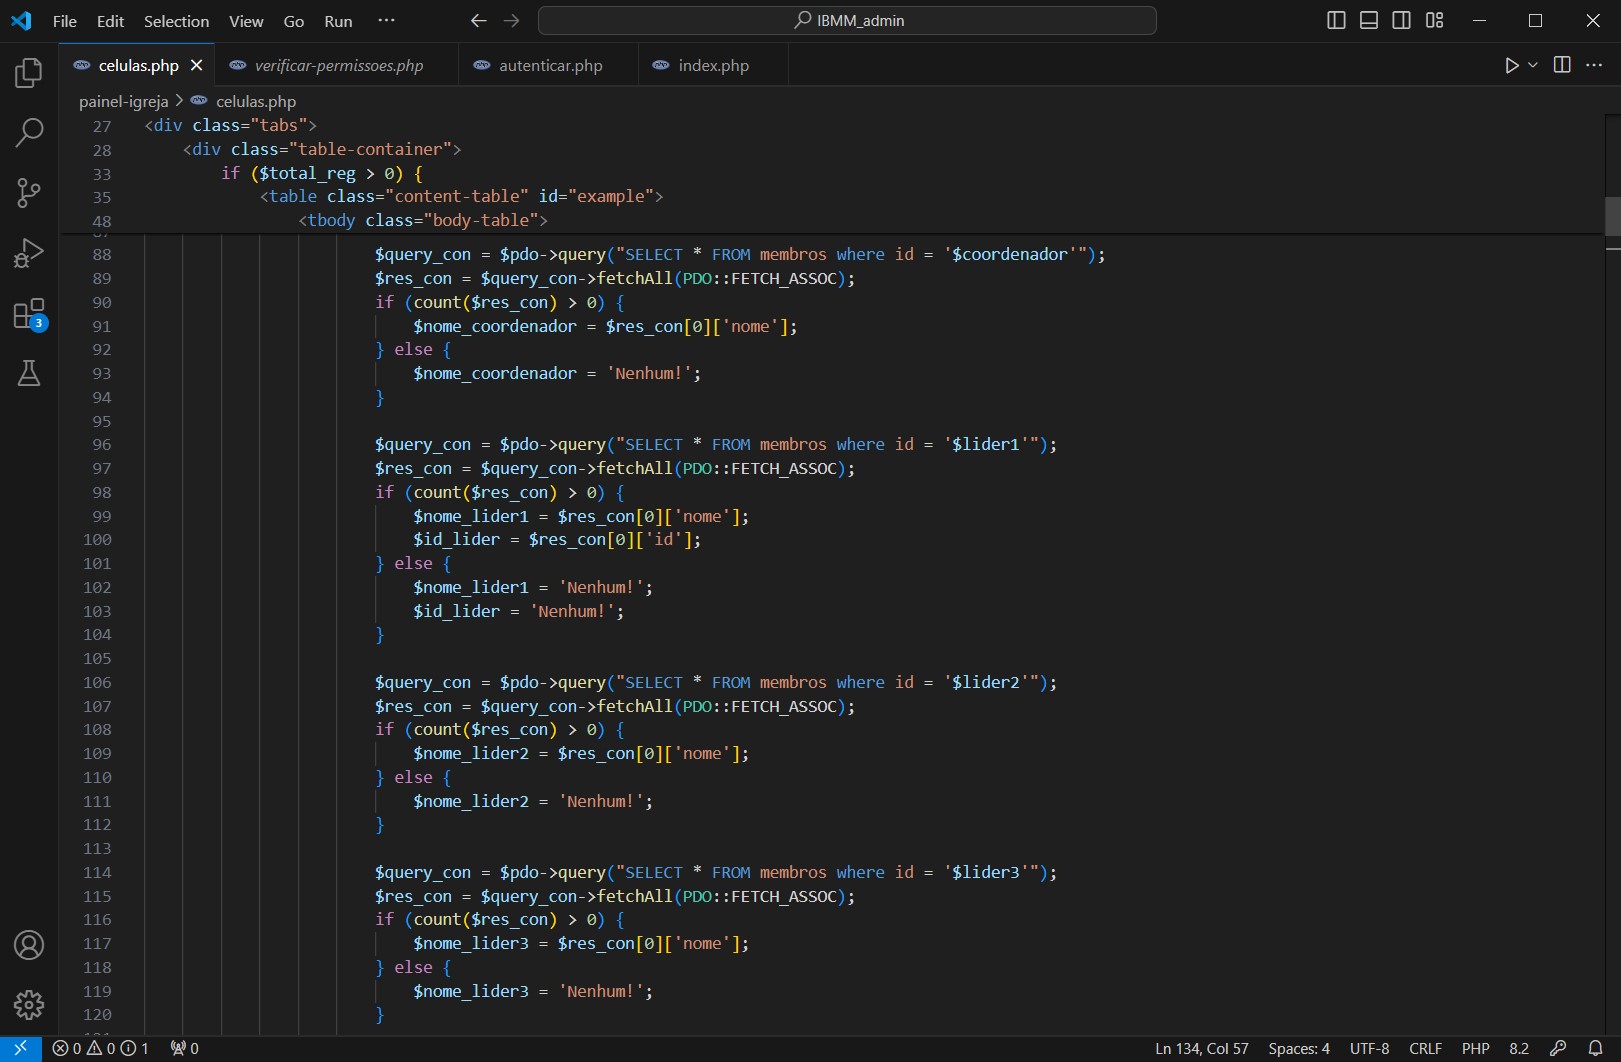 File Edit Selection View Go Run ··· IBMM_admin
celulas.php verificar-permissoes.php autenticar.php index.php
painel-igreja > celulas.php
27 <div class="tabs">
28 <div class="table-container">
33 if ($total_reg > 0) {
35 <table class="content-table" id="example">
48 <tbody class="body-table">
88 $query_con = $pdo->query("SELECT * FROM membros where id = '$coordenador'");
89 $res_con = $query_con->fetchAll(PDO::FETCH_ASSOC);
90 if (count($res_con) > 0) {
91 $nome_coordenador = $res_con[0]['nome'];
92 } else {
93 $nome_coordenador = 'Nenhum!';
94 }
95
96 $query_con = $pdo->query("SELECT * FROM membros where id = '$lider1'");
97 $res_con = $query_con->fetchAll(PDO::FETCH_ASSOC);
98 if (count($res_con) > 0) {
99 $nome_lider1 = $res_con[0]['nome'];
100 $id_lider = $res_con[0]['id'];
101 } else {
102 $nome_lider1 = 'Nenhum!';
103 $id_lider = 'Nenhum!';
104 }
105
106 $query_con = $pdo->query("SELECT * FROM membros where id = '$lider2'");
107 $res_con = $query_con->fetchAll(PDO::FETCH_ASSOC);
108 if (count($res_con) > 0) {
109 $nome_lider2 = $res_con[0]['nome'];
110 } else {
111 $nome_lider2 = 'Nenhum!';
112 }
113
114 $query_con = $pdo->query("SELECT * FROM membros where id = '$lider3'");
115 $res_con = $query_con->fetchAll(PDO::FETCH_ASSOC);
116 if (count($res_con) > 0) {
117 $nome_lider3 = $res_con[0]['nome'];
118 } else {
119 $nome_lider3 = 'Nenhum!';
120 }
3
0 0 1 0 Ln 134, Col 57 Spaces: 4 UTF-8 CRLF PHP 8.2